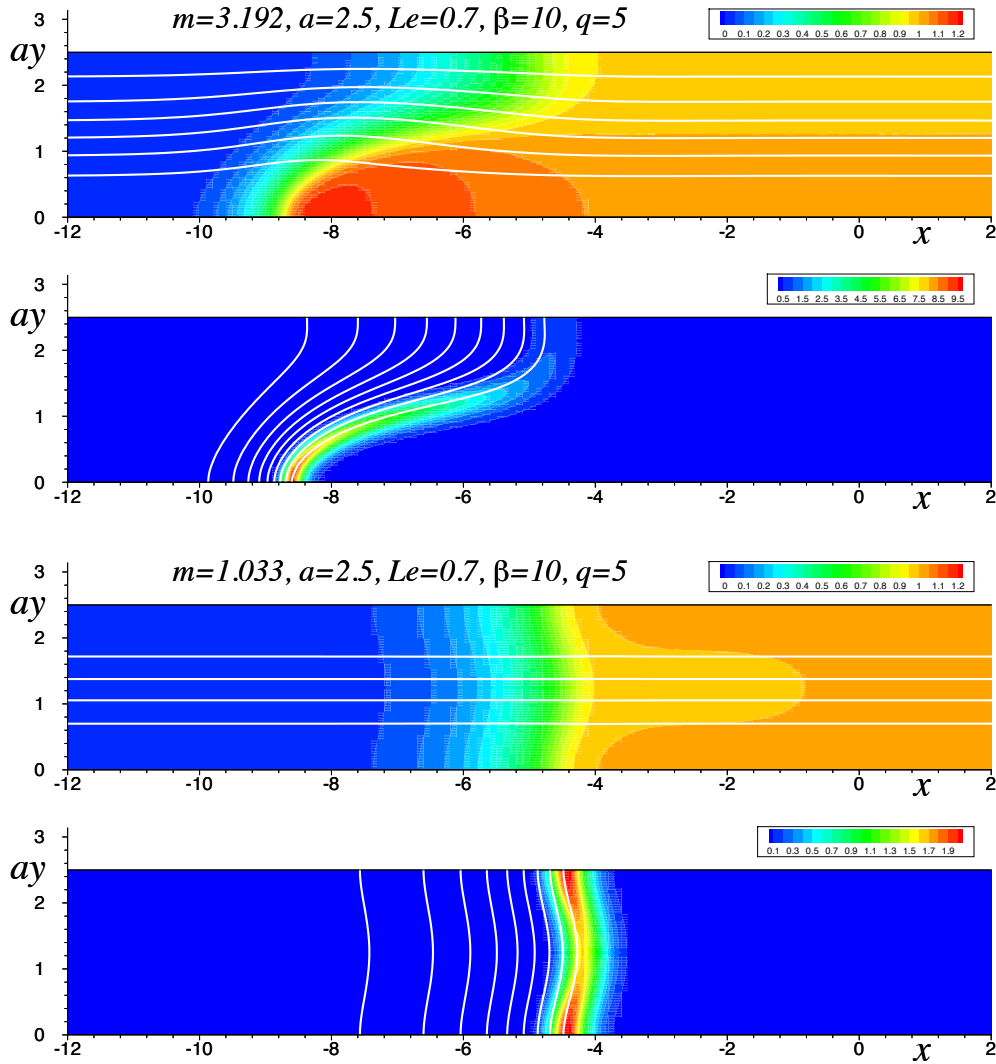 m=3.192, a=2.5, Le=0.7, β=10, q=5
0 0.1 0.2 0.3 0.4 0.5 0.6 0.7 0.8 0.9 1 1.1 1.2
3
ay
2
1
0
-12 -10 -8 -6 -4 -2 0 x 2
0.5 1.5 2.5 3.5 4.5 5.5 6.5 7.5 8.5 9.5
3
ay
2
1
0
-12 -10 -8 -6 -4 -2 0 x 2
m=1.033, a=2.5, Le=0.7, β=10, q=5
0 0.1 0.2 0.3 0.4 0.5 0.6 0.7 0.8 0.9 1 1.1 1.2
3
ay
2
1
0
-12 -10 -8 -6 -4 -2 0 x 2
0.1 0.3 0.5 0.7 0.9 1.1 1.3 1.5 1.7 1.9
3
ay
2
1
0
-12 -10 -8 -6 -4 -2 0 x 2